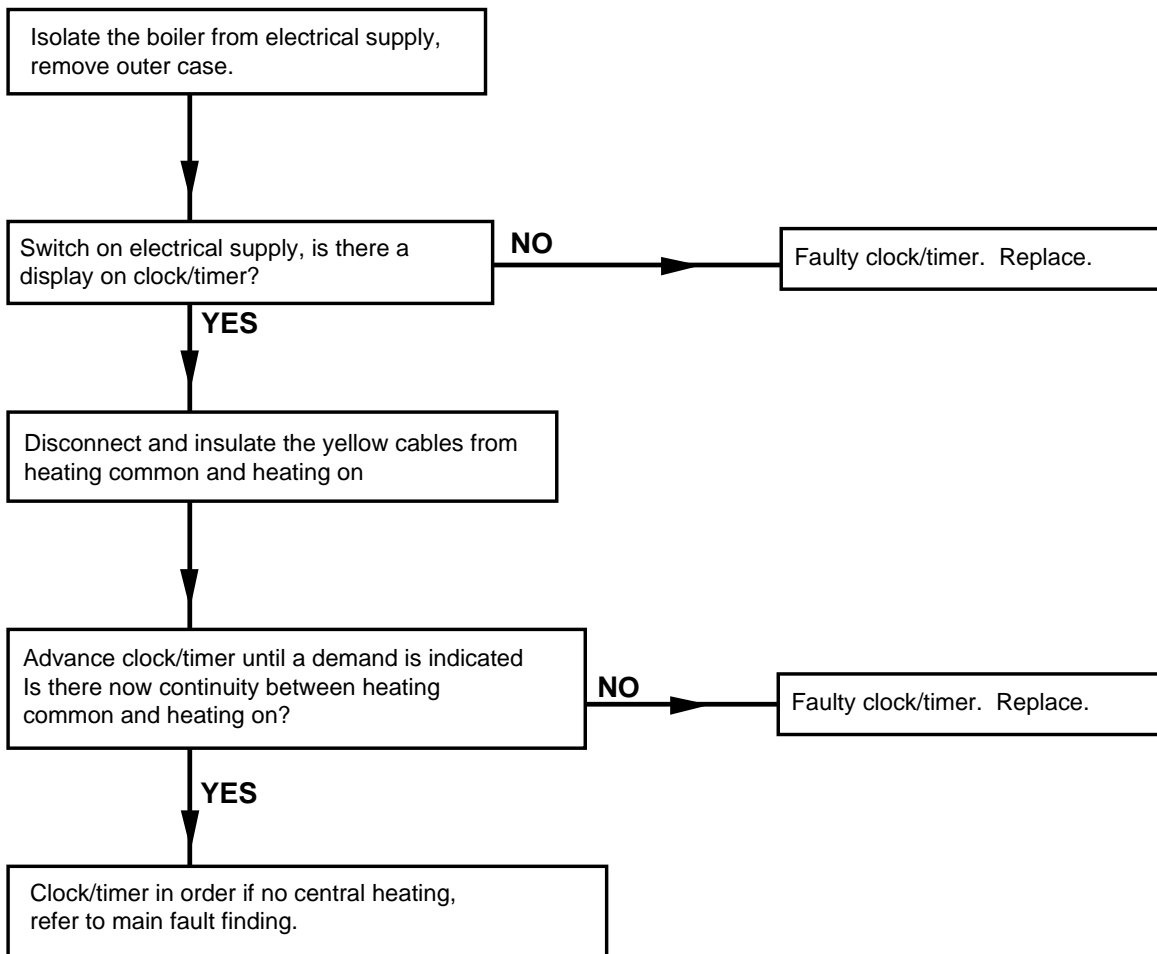 Isolate the boiler from electrical supply,
remove outer case.
Switch on electrical supply, is there a
display on clock/timer?
NO
Faulty clock/timer.  Replace.
YES
Disconnect and insulate the yellow cables from
heating common and heating on
Advance clock/timer until a demand is indicated
Is there now continuity between heating
common and heating on?
NO
Faulty clock/timer.  Replace.
YES
Clock/timer in order if no central heating,
refer to main fault finding.